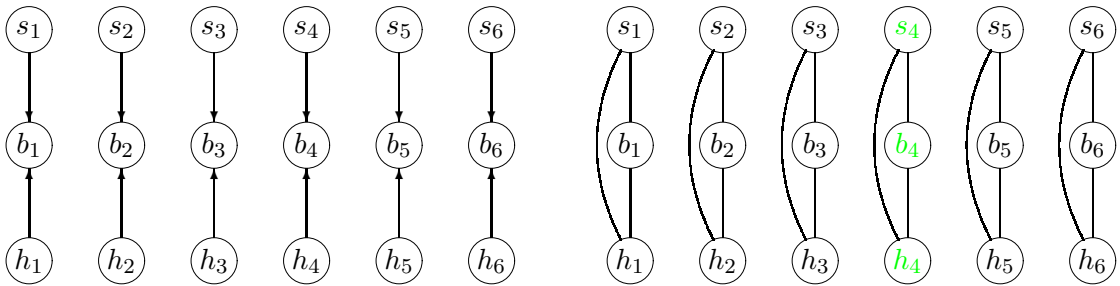 s₁ s₂ s₃ s₄ s₅ s₆ s₁ s₂ s₃ s₄ s₅ s₆
b₁ b₂ b₃ b₄ b₅ b₆ b₁ b₂ b₃ b₄ b₅ b₆
h₁ h₂ h₃ h₄ h₅ h₆ h₁ h₂ h₃ h₄ h₅ h₆